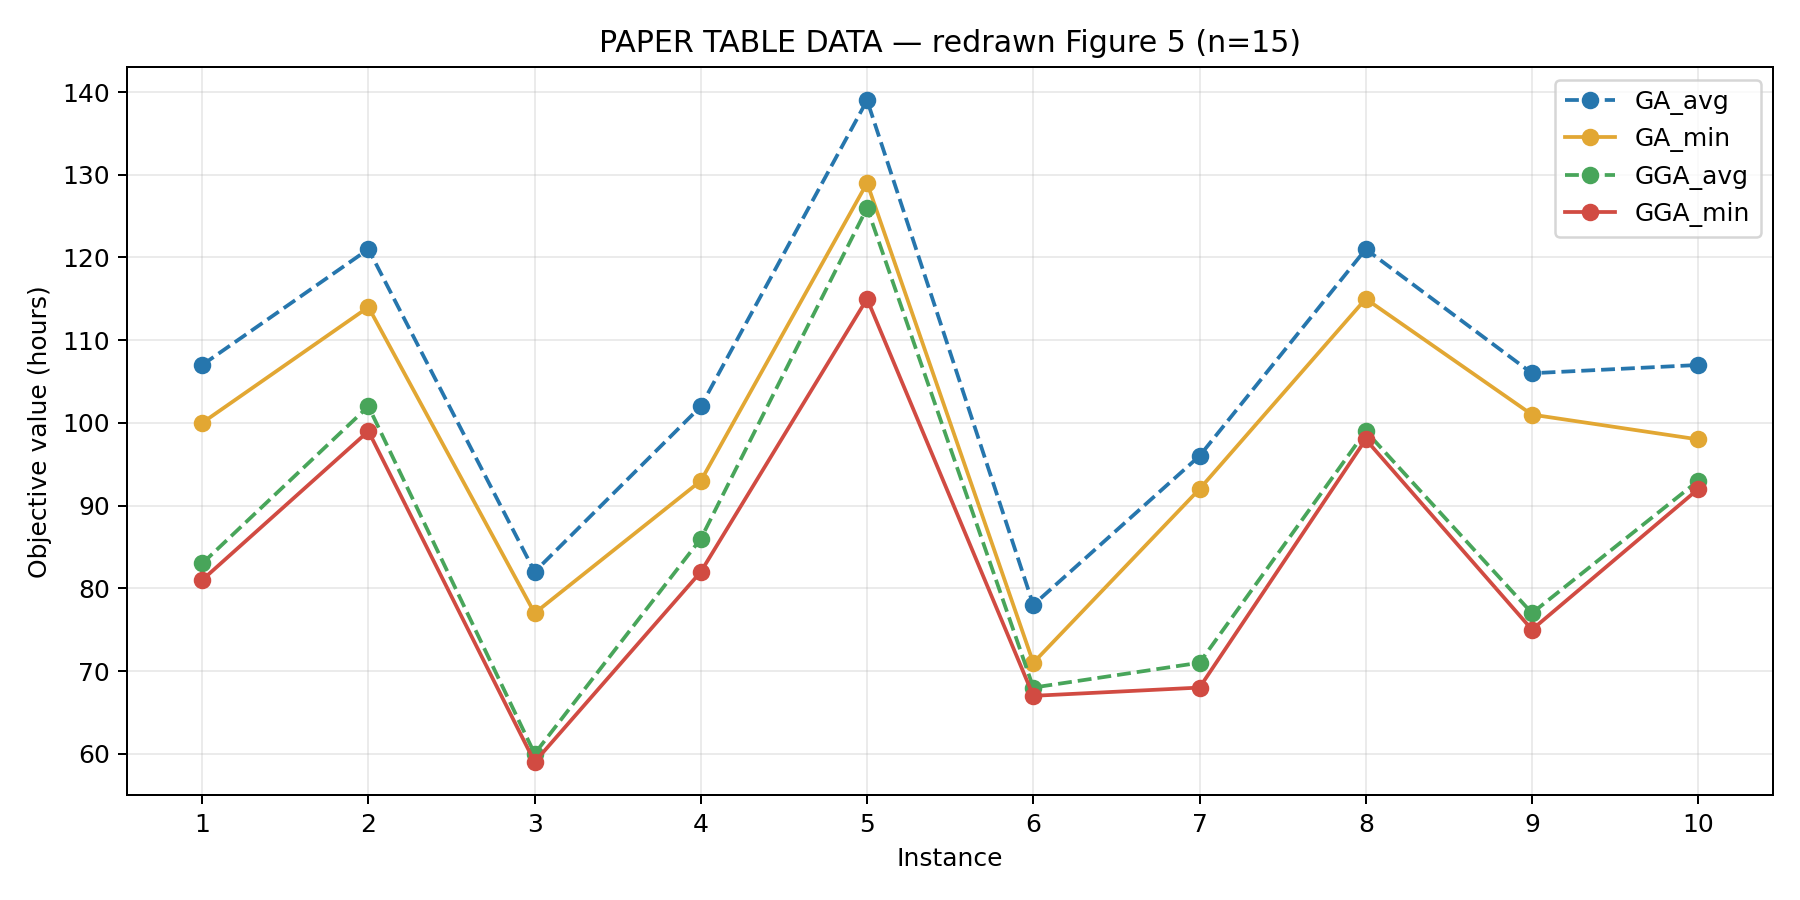 PAPER TABLE DATA — redrawn Figure 5 (n=15)
GA_avg
GA_min
GGA_avg
GGA_min
Objective value (hours)
140
130
120
110
100
90
80
70
60
1 2 3 4 5 6 7 8 9 10
Instance